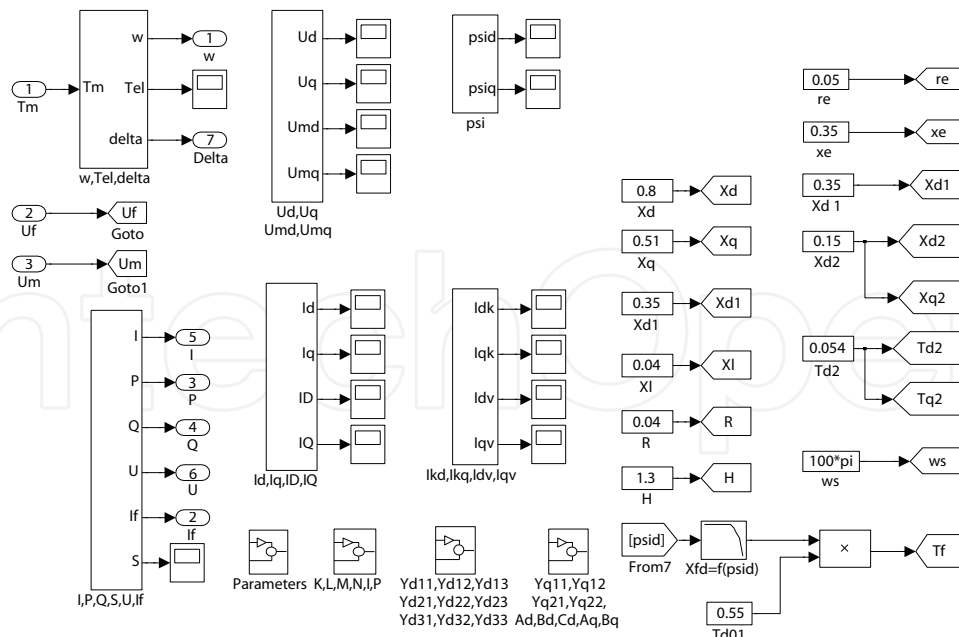 w
1
w
1
Tm
Tm
Tel
delta
7
Delta
w,Tel,delta
2
Uf
Uf
Goto
3
Um
Um
Goto1
Ud
Uq
Umd
Umq
Ud,Uq
Umd,Umq
psid
psiq
psi
I
5
I
P
3
P
Q
4
Q
U
6
U
If
2
If
S
I,P,Q,S,U,If
Id
Iq
ID
IQ
Id,Iq,ID,IQ
Idk
Iqk
Idv
Iqv
Ikd,Ikq,Idv,Iqv
0.8
Xd
Xd
0.51
Xq
Xq
0.35
Xd1
Xd1
0.04
Xl
Xl
0.04
R
R
1.3
H
H
0.05
re
re
0.35
xe
xe
0.35
Xd1
Xd 1
0.15
Xd2
Xd2
Xq2
0.054
Td2
Td2
Tq2
100*pi
ws
ws
[psid]
From7
Xfd=f(psid)
×
Tf
0.55
Td01
Parameters
K,L,M,N,I,P
Yd11,Yd12,Yd13
Yd21,Yd22,Yd23
Yd31,Yd32,Yd33
Yq11,Yq12
Yq21,Yq22,
Ad,Bd,Cd,Aq,Bq
ntechOpe